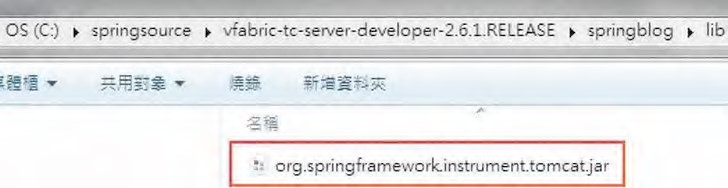 OS (C:) ▸ springsource ▸ vfabric-tc-server-developer-2.6.1.RELEASE ▸ springblog ▸ lib
體櫃 ▼ 共用對象 ▼ 燒錄 新增資料夾
名稱
org.springframework.instrument.tomcat.jar